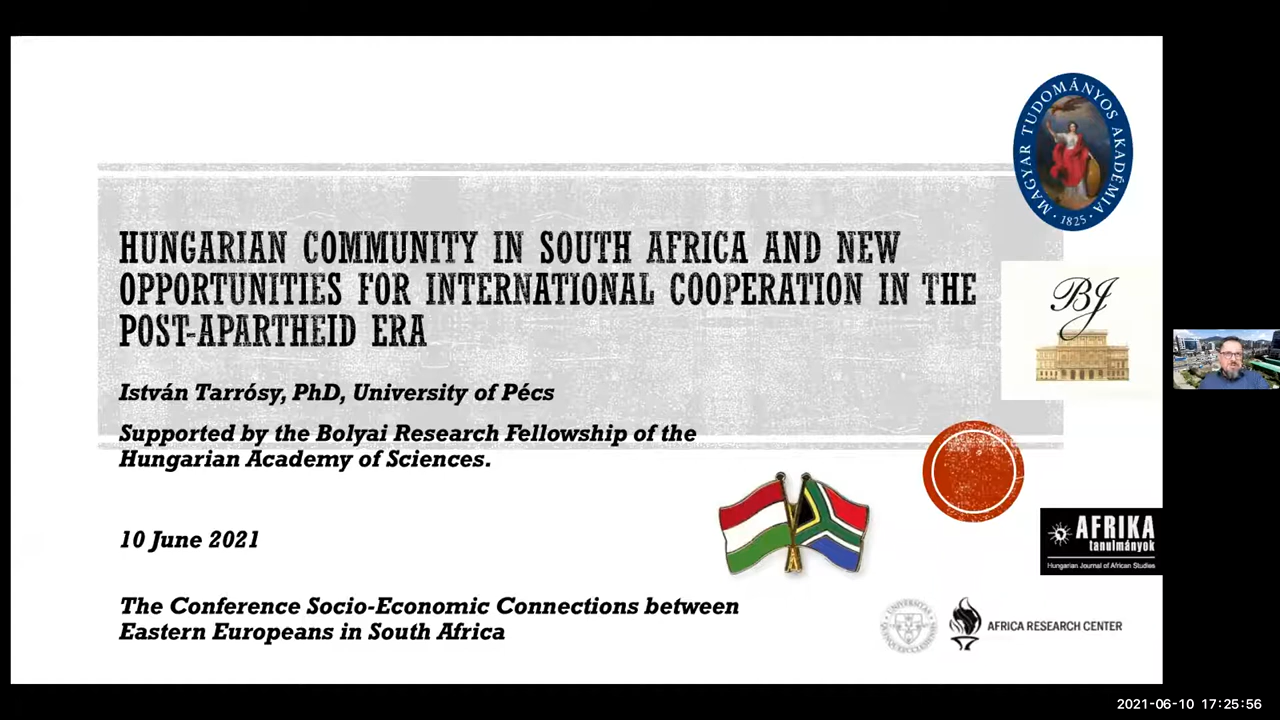 MAGYAR TUDOMÁNYOS AKADÉMIA
· 1825 ·
HUNGARIAN COMMUNITY IN SOUTH AFRICA AND NEW
OPPORTUNITIES FOR INTERNATIONAL COOPERATION IN THE
POST-APARTHEID ERA
BJ
István Tarrósy, PhD, University of Pécs
Supported by the Bolyai Research Fellowship of the
Hungarian Academy of Sciences.
10 June 2021
AFRIKA
tanulmányok
Hungarian Journal of African Studies
The Conference Socio-Economic Connections between
Eastern Europeans in South Africa
AFRICA RESEARCH CENTER
2021-06-10 17:25:56